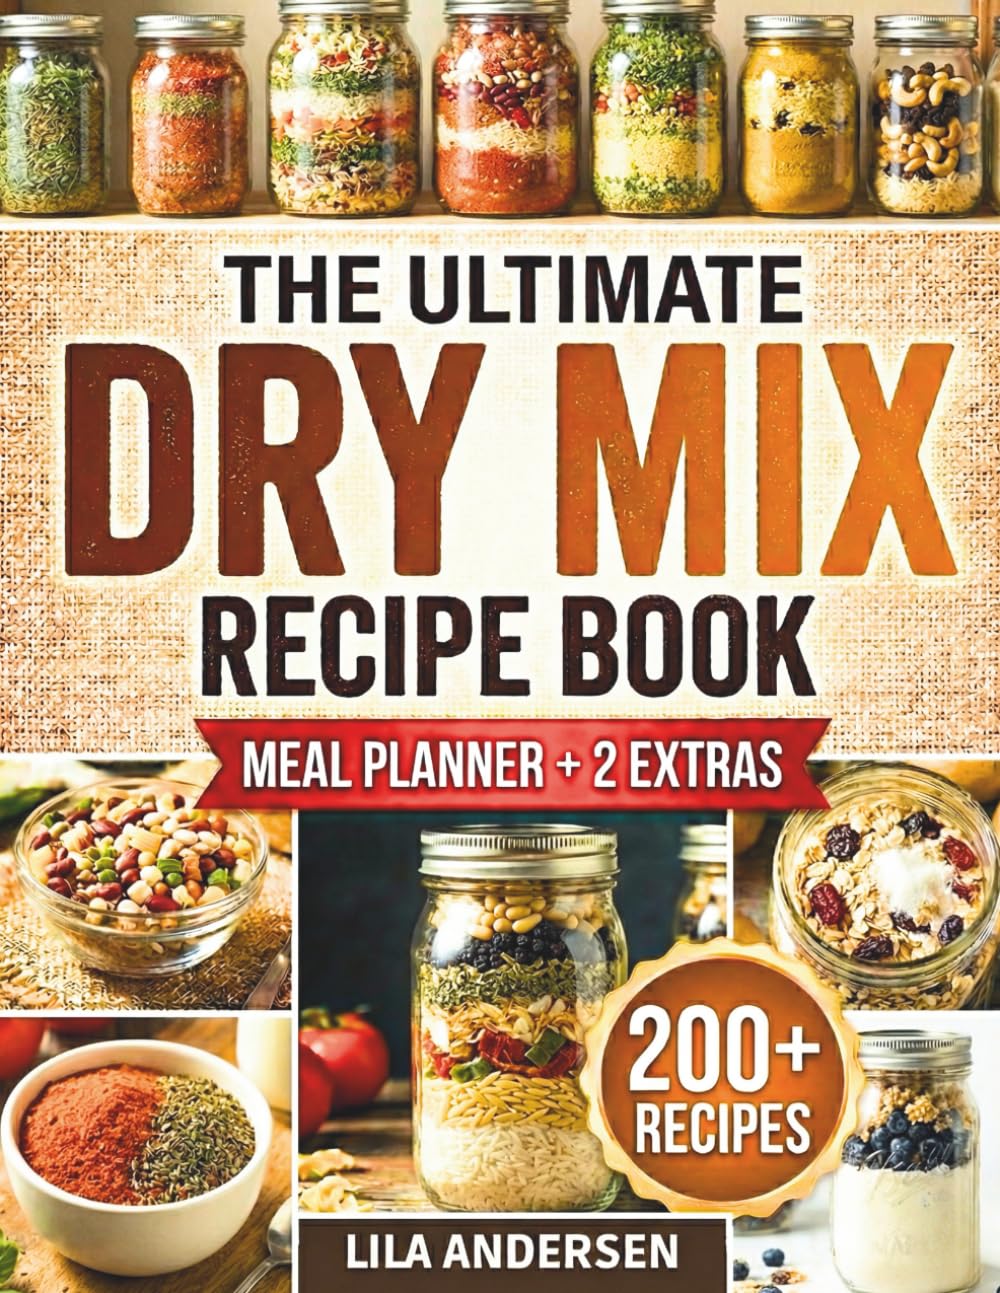 THE ULTIMATE
DRY MIX
RECIPE BOOK
MEAL PLANNER + 2 EXTRAS
200+
RECIPES
LILA ANDERSEN